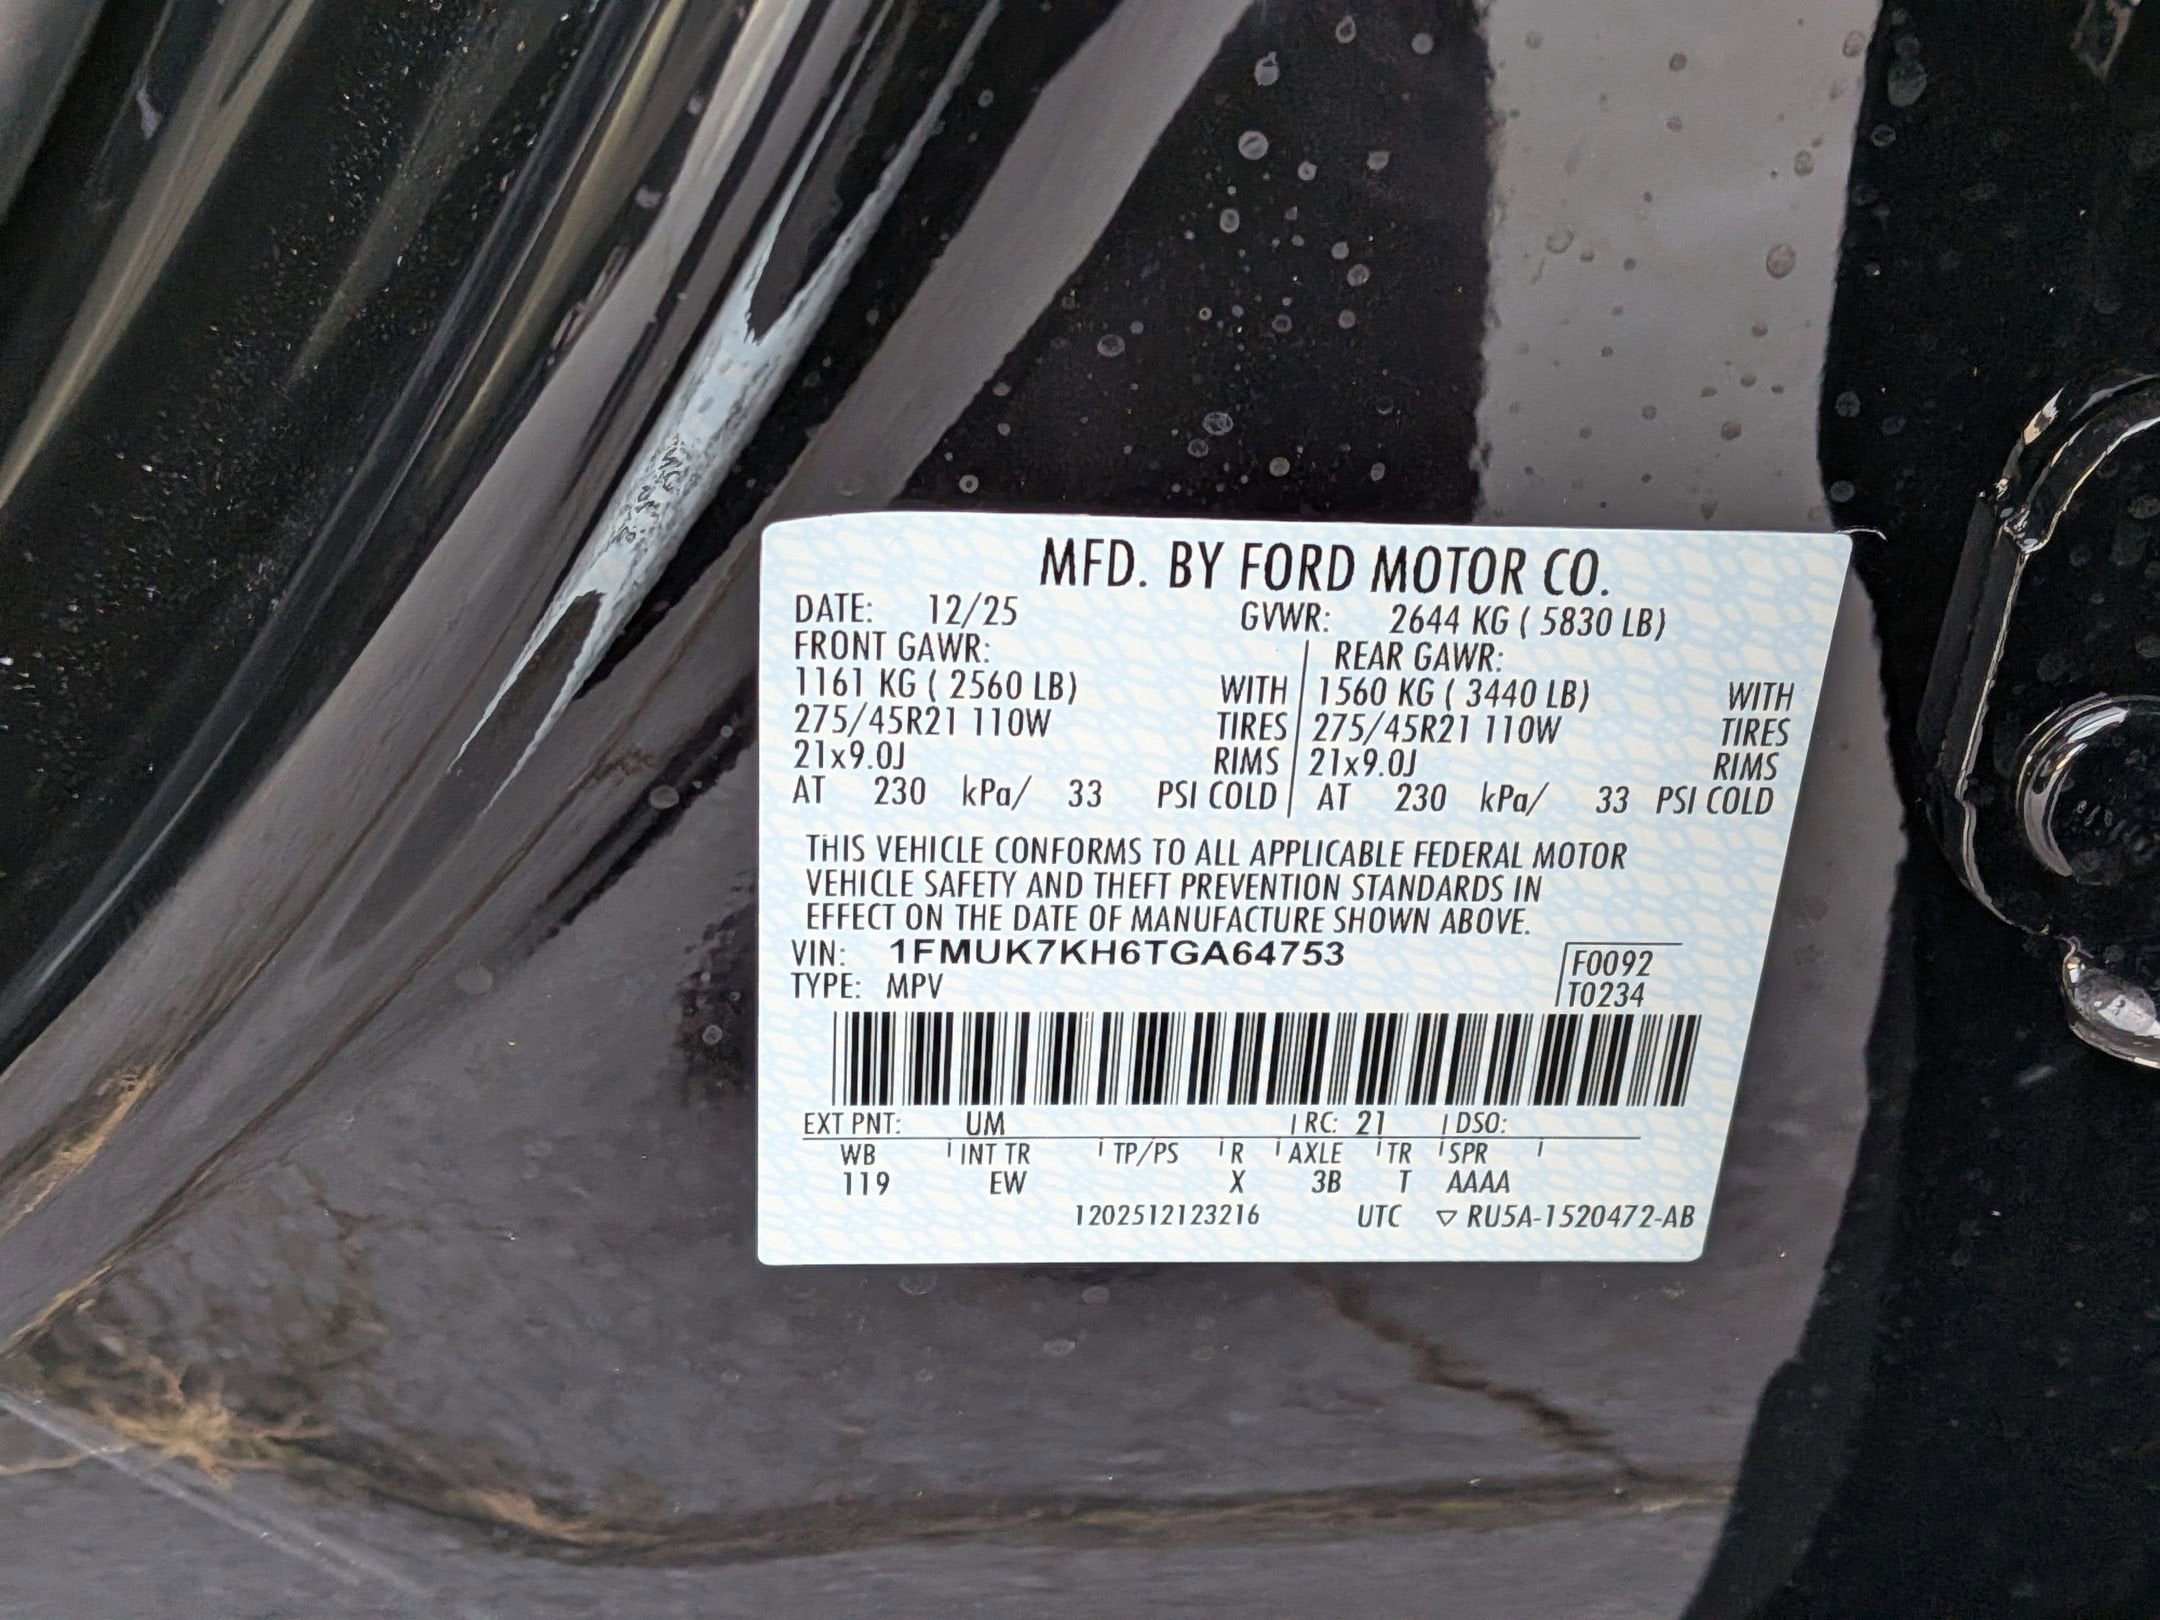 MFD. BY FORD MOTOR CO.
DATE: 12/25 GVWR: 2644 KG ( 5830 LB)
FRONT GAWR: REAR GAWR:
1161 KG ( 2560 LB) WITH 1560 KG ( 3440 LB) WITH
275/45R21 110W TIRES 275/45R21 110W TIRES
21x9.0J RIMS 21x9.0J RIMS
AT 230 kPa/ 33 PSI COLD AT 230 kPa/ 33 PSI COLD
THIS VEHICLE CONFORMS TO ALL APPLICABLE FEDERAL MOTOR
VEHICLE SAFETY AND THEFT PREVENTION STANDARDS IN
EFFECT ON THE DATE OF MANUFACTURE SHOWN ABOVE.
VIN: 1FMUK7KH6TGA64753 F0092
TYPE: MPV T0234
EXT PNT: UM RC: 21 DSO:
WB INT TR TP/PS R AXLE TR SPR
119 EW X 3B T AAAA
1202512123216 UTC ▽ RU5A-1520472-AB